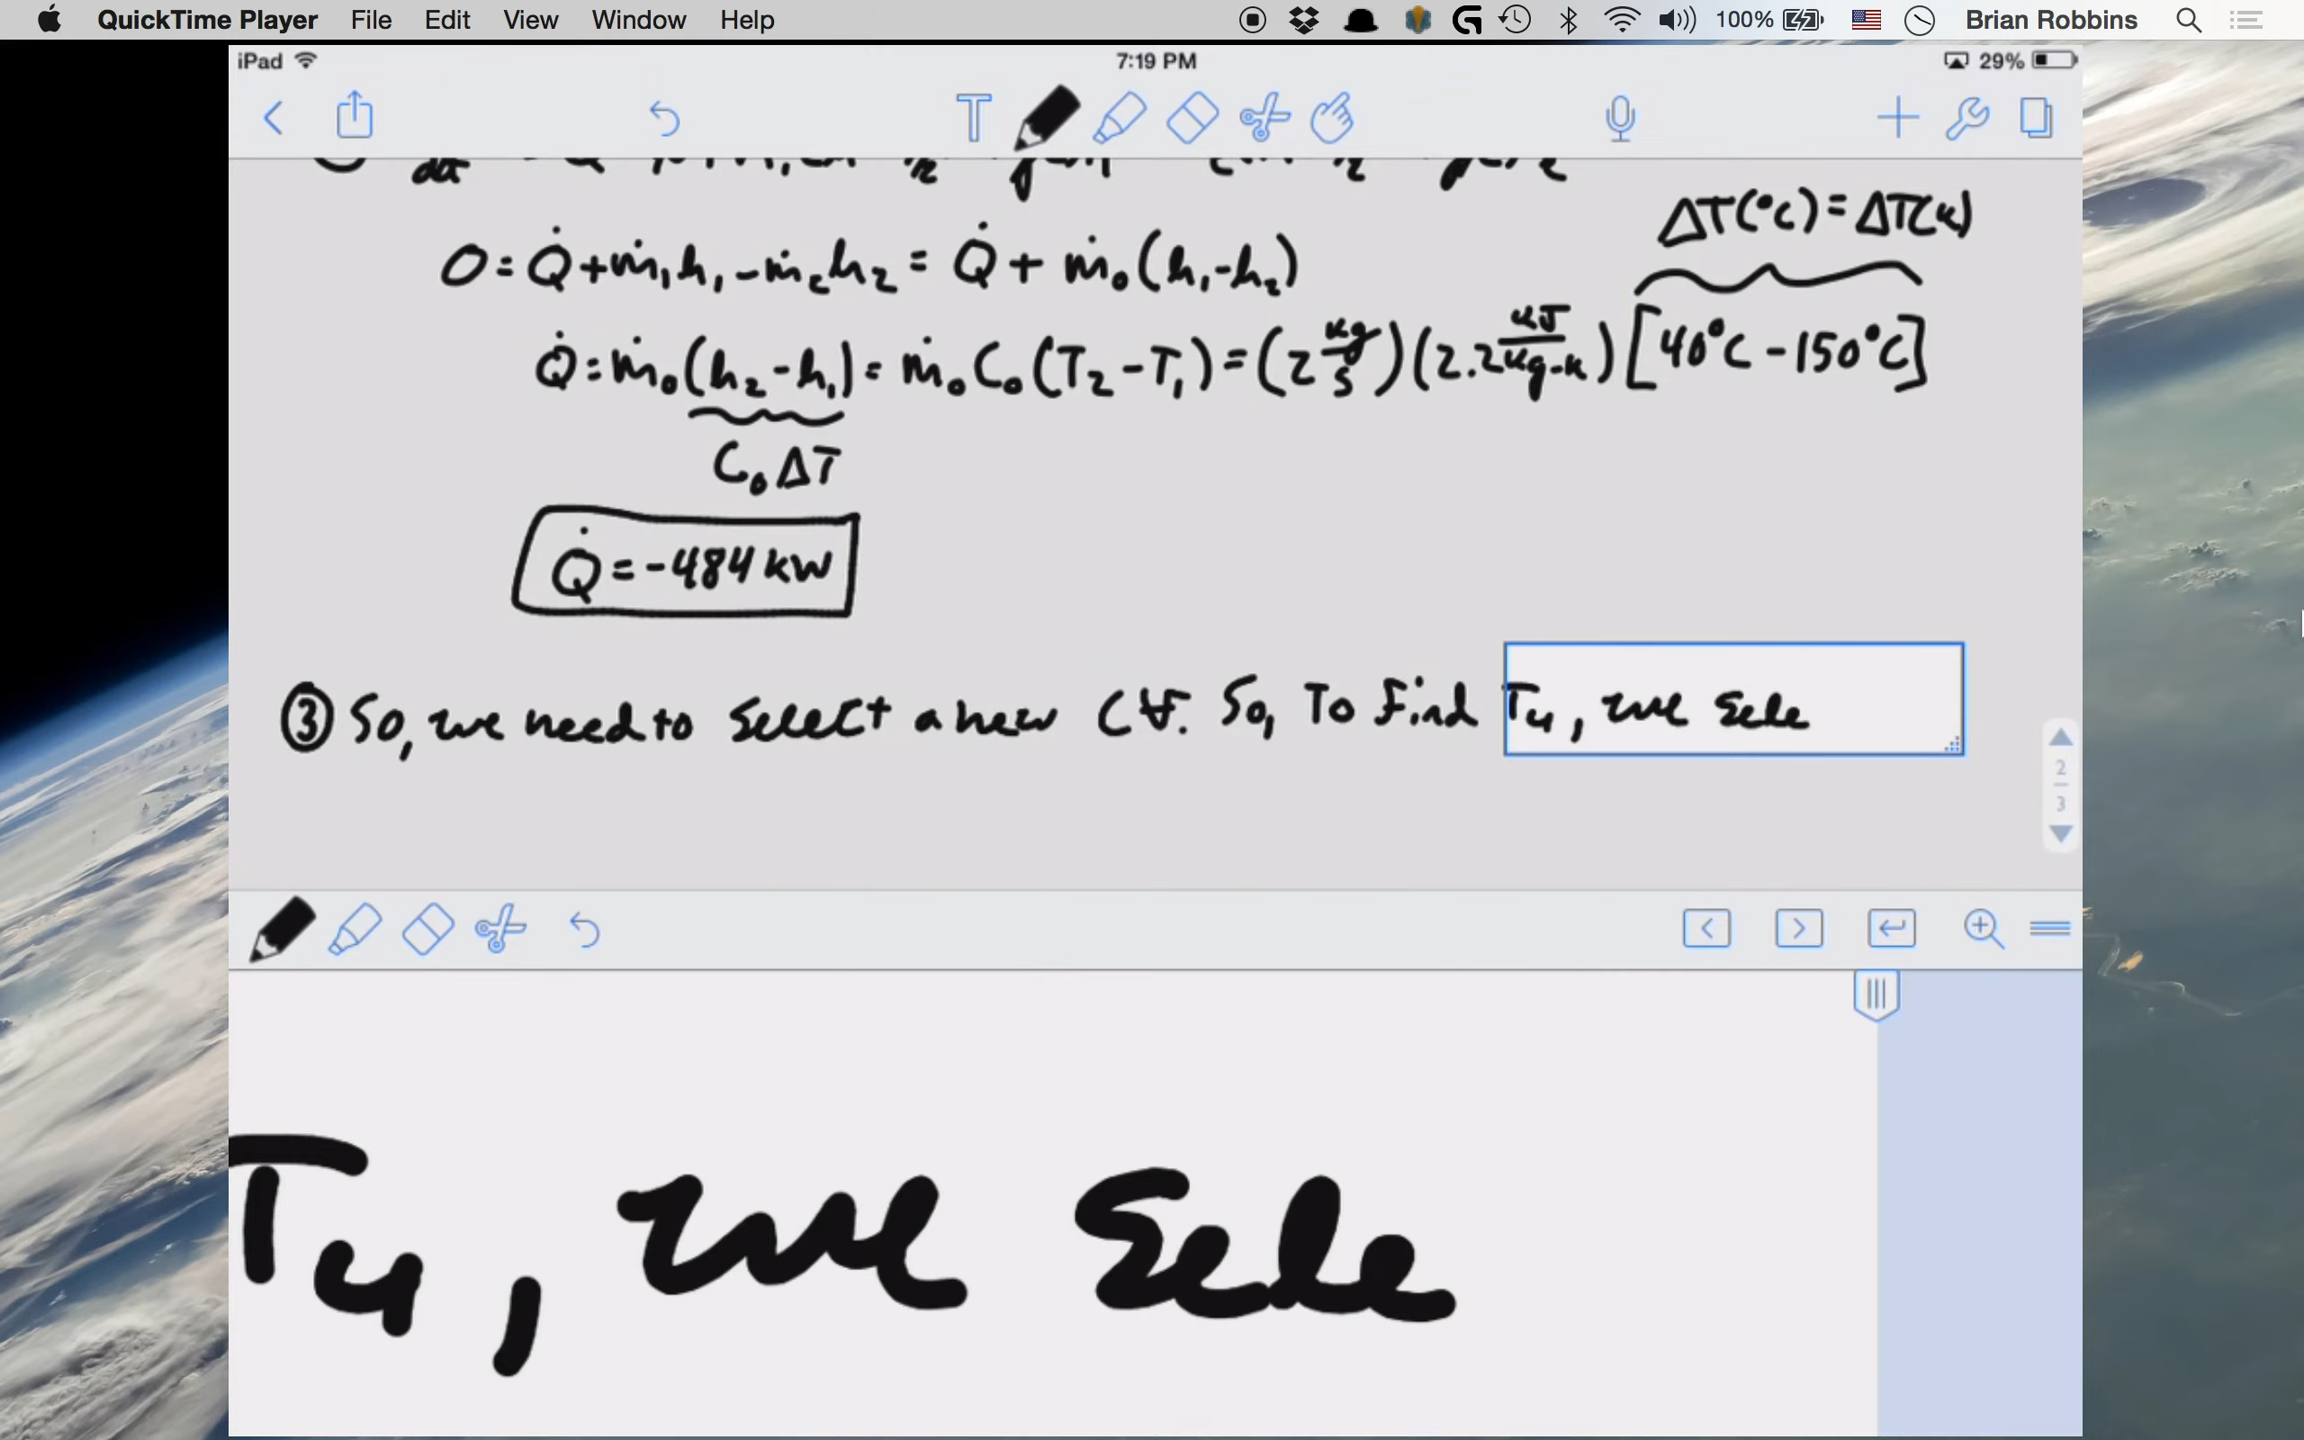 QuickTime Player File Edit View Window Help 100% Brian Robbins
iPad 7:19 PM 29%
T
ΔT(°C) = ΔT(K)
0 = Q̇ + ṁ₁h₁ - ṁ₂h₂ = Q̇ + ṁ₀(h₁-h₂)
Q̇ = ṁ₀(h₂-h₁) = ṁ₀C₀(T₂-T₁) = (2 kg/s)(2.2 kJ/kg-K)[40°C - 150°C]
C₀ΔT
Q̇ = -484 kW
③ So, we need to select a new C∀. So, To find T₄, we Sele
2
3
T₄, we Sele